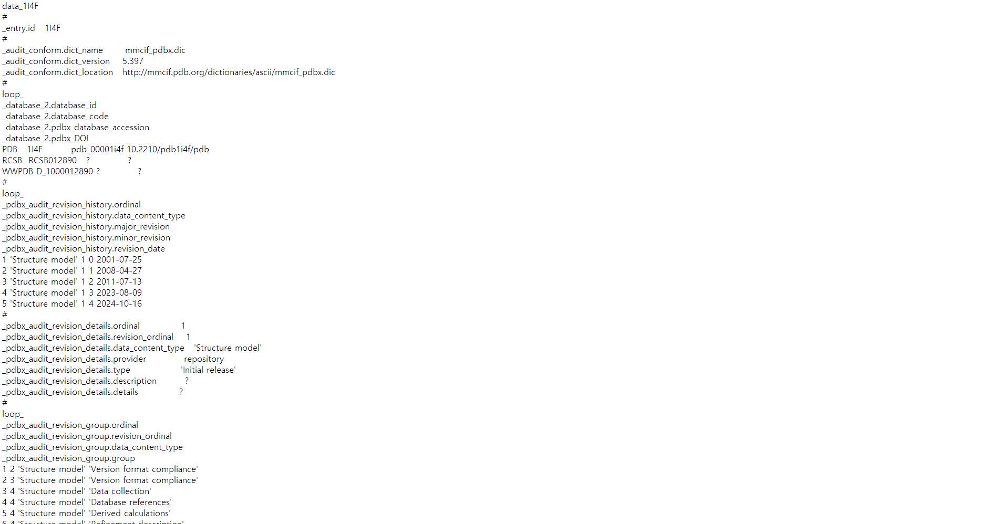 data_1I4F
#
_entry.id   1I4F
#
_audit_conform.dict_name       mmcif_pdbx.dic
_audit_conform.dict_version    5.397
_audit_conform.dict_location   http://mmcif.pdb.org/dictionaries/ascii/mmcif_pdbx.dic
#
loop_
_database_2.database_id
_database_2.database_code
_database_2.pdbx_database_accession
_database_2.pdbx_DOI
PDB   1I4F         pdb_00001i4f 10.2210/pdb1i4f/pdb
RCSB  RCSB012890   ?            ?
WWPDB D_1000012890 ?            ?
#
loop_
_pdbx_audit_revision_history.ordinal
_pdbx_audit_revision_history.data_content_type
_pdbx_audit_revision_history.major_revision
_pdbx_audit_revision_history.minor_revision
_pdbx_audit_revision_history.revision_date
1 'Structure model' 1 0 2001-07-25
2 'Structure model' 1 1 2008-04-27
3 'Structure model' 1 2 2011-07-13
4 'Structure model' 1 3 2023-08-09
5 'Structure model' 1 4 2024-10-16
#
_pdbx_audit_revision_details.ordinal             1
_pdbx_audit_revision_details.revision_ordinal    1
_pdbx_audit_revision_details.data_content_type   'Structure model'
_pdbx_audit_revision_details.provider            repository
_pdbx_audit_revision_details.type                'Initial release'
_pdbx_audit_revision_details.description         ?
_pdbx_audit_revision_details.details             ?
#
loop_
_pdbx_audit_revision_group.ordinal
_pdbx_audit_revision_group.revision_ordinal
_pdbx_audit_revision_group.data_content_type
_pdbx_audit_revision_group.group
1 2 'Structure model' 'Version format compliance'
2 3 'Structure model' 'Version format compliance'
3 4 'Structure model' 'Data collection'
4 4 'Structure model' 'Database references'
5 4 'Structure model' 'Derived calculations'
6 4 'Structure model' 'Refinement description'